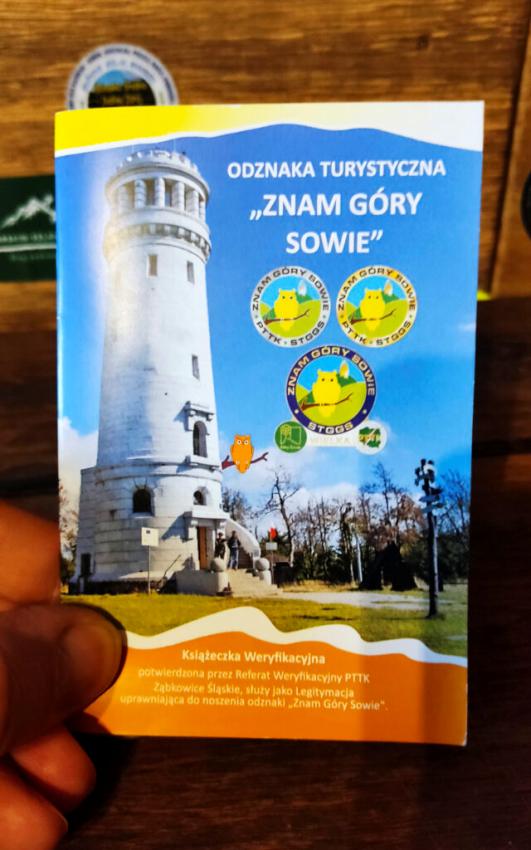 ODZNAKA TURYSTYCZNA
„ZNAM GÓRY
SOWIE”
ZNAM GÓRY SOWIE
PTTK - STGGS
ZNAM GÓRY SOWIE
PTTK - STGGS
ZNAM GÓRY SOWIE
STGGS
WIELKA
Książeczka Weryfikacyjna
potwierdzona przez Referat Weryfikacyjny PTTK
Ząbkowice Śląskie, służy jako Legitymacja
uprawniająca do noszenia odznaki „Znam Góry Sowie”.